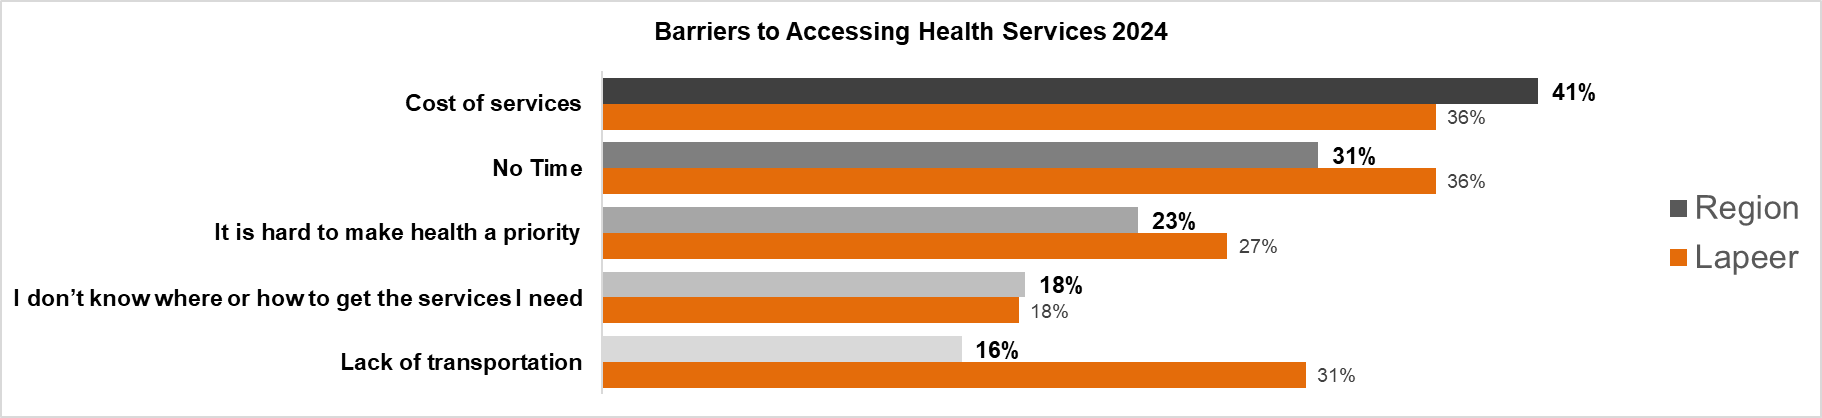 Barriers to Accessing Health Services 2024
Cost of services
41%
36%
No Time
31%
36%
It is hard to make health a priority
23%
27%
I don’t know where or how to get the services I need
18%
18%
Lack of transportation
16%
31%
Region
Lapeer